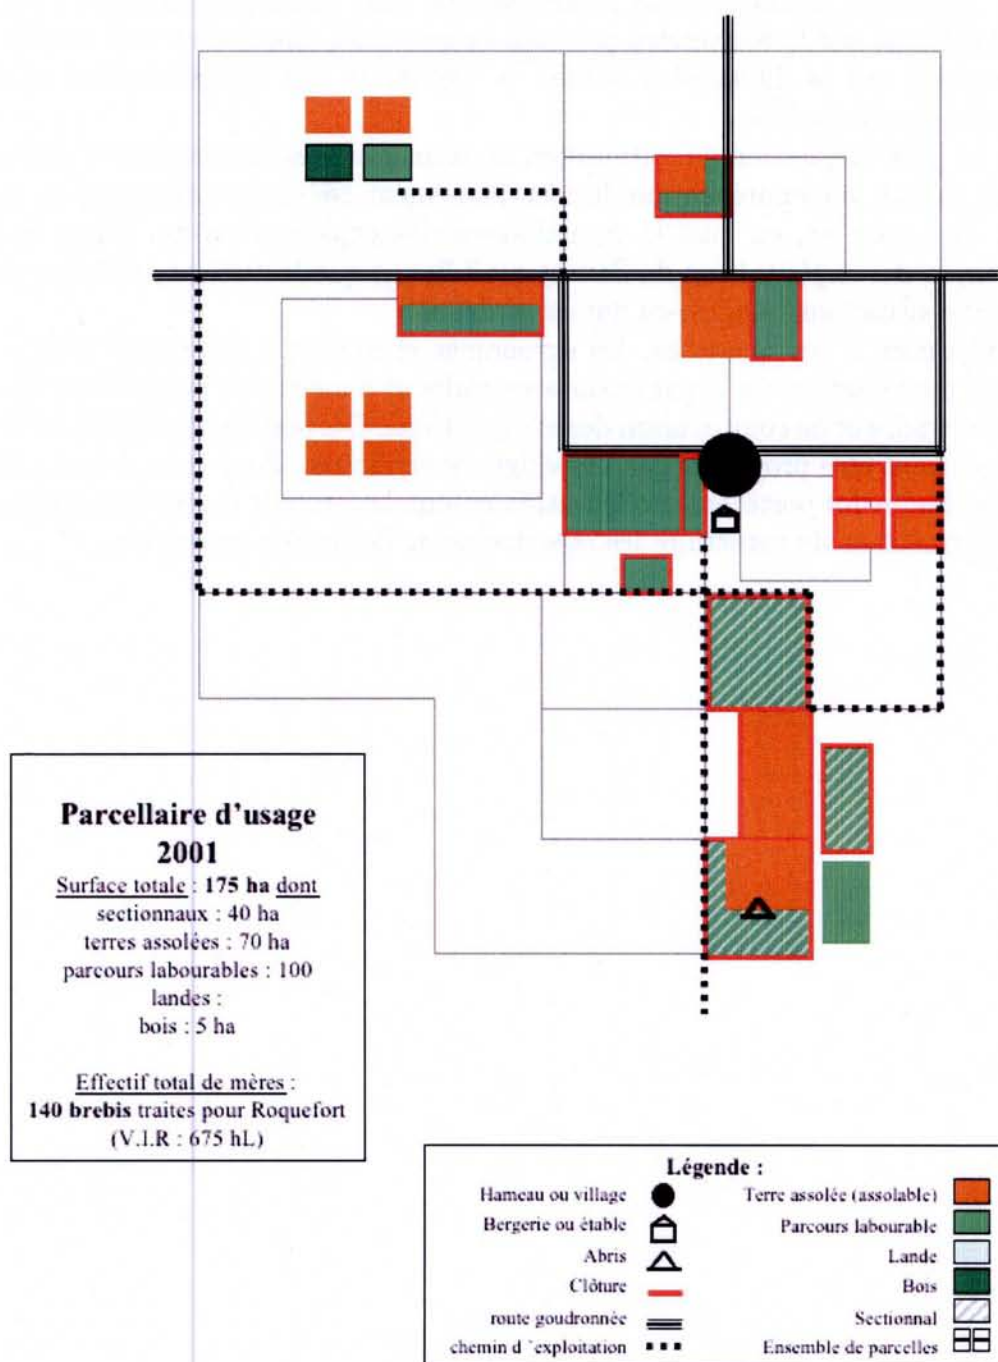 Parcellaire d'usage
2001
Surface totale : 175 ha dont
sectionnaux : 40 ha
terres assolées : 70 ha
parcours labourables : 100
landes :
bois : 5 ha
Effectif total de mères :
140 brebis traites pour Roquefort
(V.I.R : 675 hL)
Légende :
Hameau ou village
Bergerie ou étable
Abris
Clôture
route goudronnée
chemin d 'exploitation
Terre assolée (assolable)
Parcours labourable
Lande
Bois
Sectionnal
Ensemble de parcelles